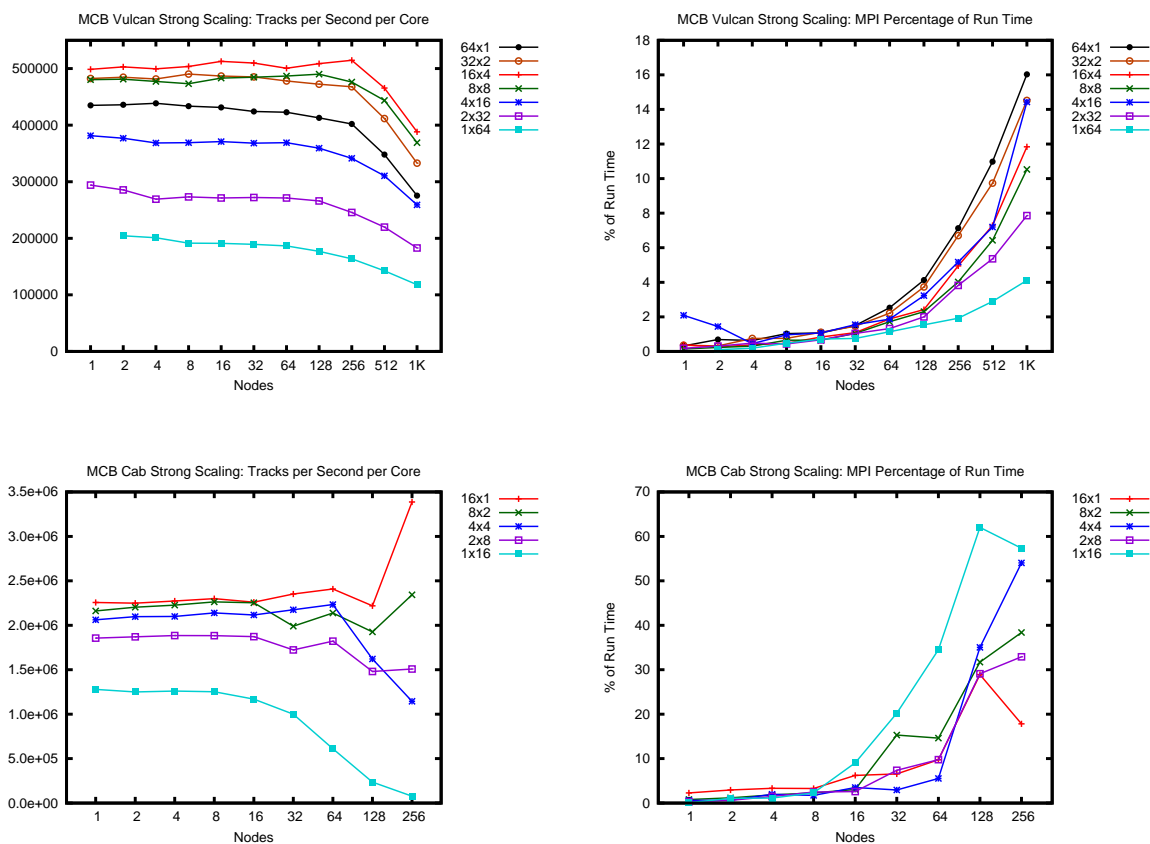 MCB Vulcan Strong Scaling: Tracks per Second per Core
500000
400000
300000
200000
100000
0
1 2 4 8 16 32 64 128 256 512 1K
Nodes
64x1
32x2
16x4
8x8
4x16
2x32
1x64
MCB Vulcan Strong Scaling: MPI Percentage of Run Time
% of Run Time
18
16
14
12
10
8
6
4
2
0
1 2 4 8 16 32 64 128 256 512 1K
Nodes
64x1
32x2
16x4
8x8
4x16
2x32
1x64
MCB Cab Strong Scaling: Tracks per Second per Core
3.5e+06
3.0e+06
2.5e+06
2.0e+06
1.5e+06
1.0e+06
5.0e+05
0.0e+00
1 2 4 8 16 32 64 128 256
Nodes
16x1
8x2
4x4
2x8
1x16
MCB Cab Strong Scaling: MPI Percentage of Run Time
% of Run Time
70
60
50
40
30
20
10
0
1 2 4 8 16 32 64 128 256
Nodes
16x1
8x2
4x4
2x8
1x16